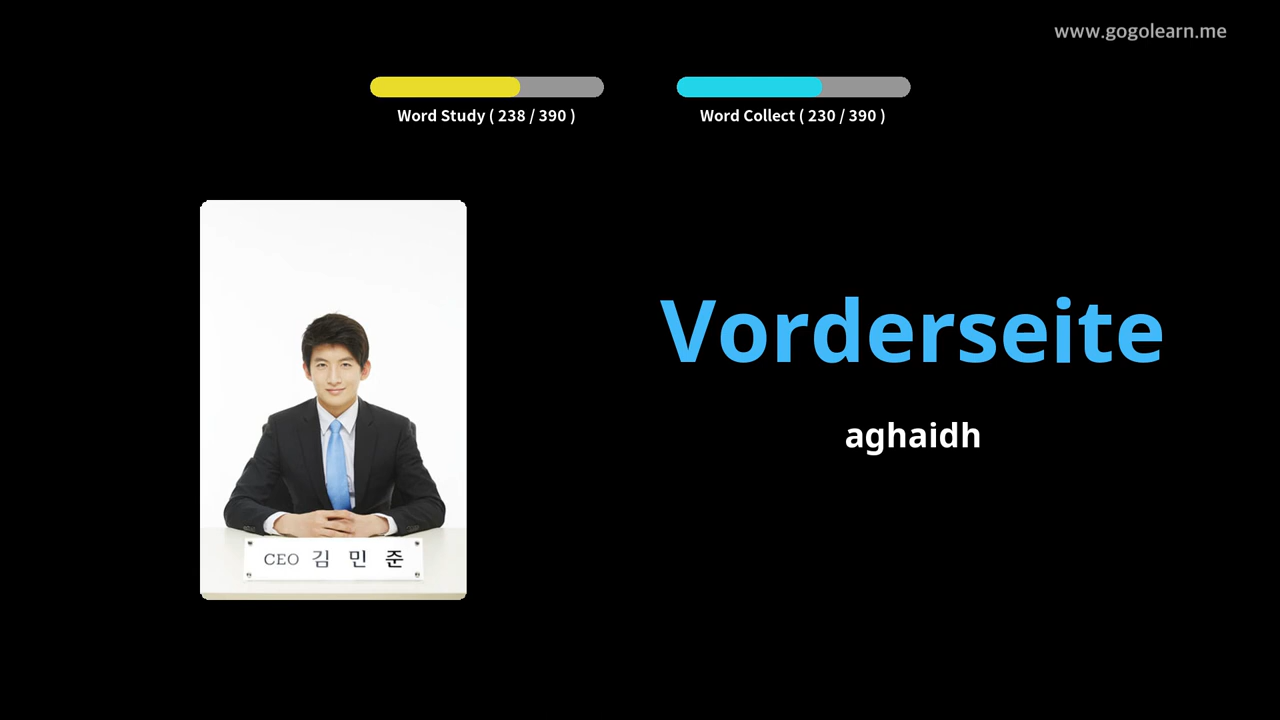 www.gogolearn.me
Word Study ( 238 / 390 )
Word Collect ( 230 / 390 )
Vorderseite
aghaidh
CEO 김 민 준